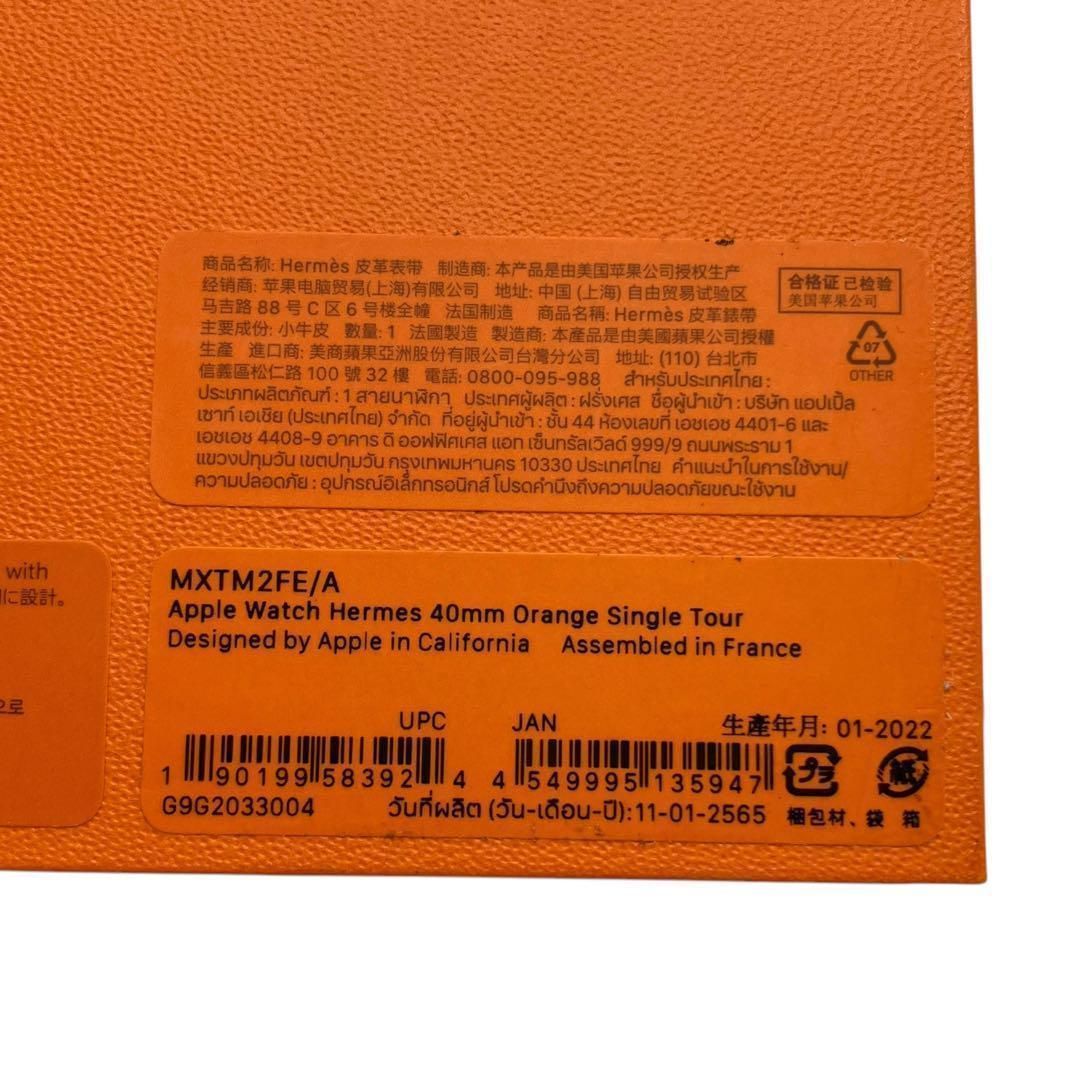 商品名称: Hermès 皮革表带 制造商: 本产品是由美国苹果公司授权生产
经销商: 苹果电脑贸易(上海)有限公司 地址: 中国 (上海) 自由贸易试验区
马吉路 88 号 C 区 6 号楼全幢 法国制造 商品名稱: Hermès 皮革錶帶
主要成份: 小牛皮 數量: 1 法國製造 製造商: 本產品是由美國蘋果公司授權
生產 進口商: 美商蘋果亞洲股份有限公司台灣分公司 地址: (110) 台北市
信義區松仁路 100 號 32 樓 電話: 0800-095-988 สำหรับประเทศไทย :
ประเภทผลิตภัณฑ์ : 1 สายนาฬิกา ประเทศผู้ผลิต : ฝรั่งเศส ชื่อผู้นำเข้า : บริษัท แอปเปิ้ล
เซาท์ เอเชีย (ประเทศไทย) จำกัด ที่อยู่ผู้นำเข้า : ชั้น 44 ห้องเลขที่ เอชเอช 4401-6 และ
เอชเอช 4408-9 อาคาร ดิ ออฟฟิศเศส แอท เซ็นทรัลเวิลด์ 999/9 ถนนพระราม 1
แขวงปทุมวัน เขตปทุมวัน กรุงเทพมหานคร 10330 ประเทศไทย คำแนะนำในการใช้งาน/
ความปลอดภัย : อุปกรณ์อิเล็กทรอนิกส์ โปรดคำนึงถึงความปลอดภัยขณะใช้งาน
合格证 已检验
美国苹果公司
07
OTHER
with
に設計。
으로
MXTM2FE/A
Apple Watch Hermes 40mm Orange Single Tour
Designed by Apple in California Assembled in France
UPC JAN 生產年月: 01-2022
1 90199 58392 4 4 549995 135947
プラ 紙
G9G2033004 วันที่ผลิต (วัน-เดือน-ปี):11-01-2565 梱包材、袋 箱